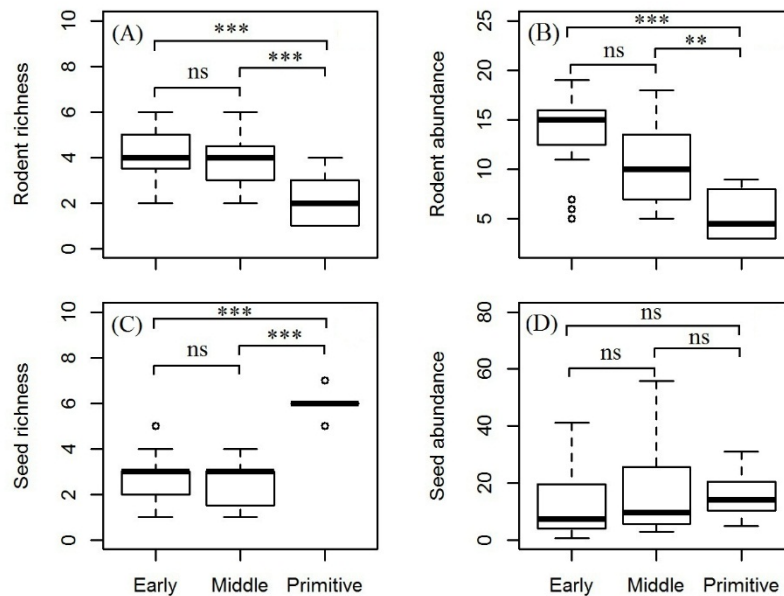 (A)
***
ns
***
Rodent richness
10
8
6
4
2
0
(B)
***
ns
**
Rodent abundance
25
20
15
10
5
(C)
***
ns
***
Seed richness
10
8
6
4
2
0
Early Middle Primitive
(D)
ns
ns
ns
Seed abundance
80
60
40
20
0
Early Middle Primitive